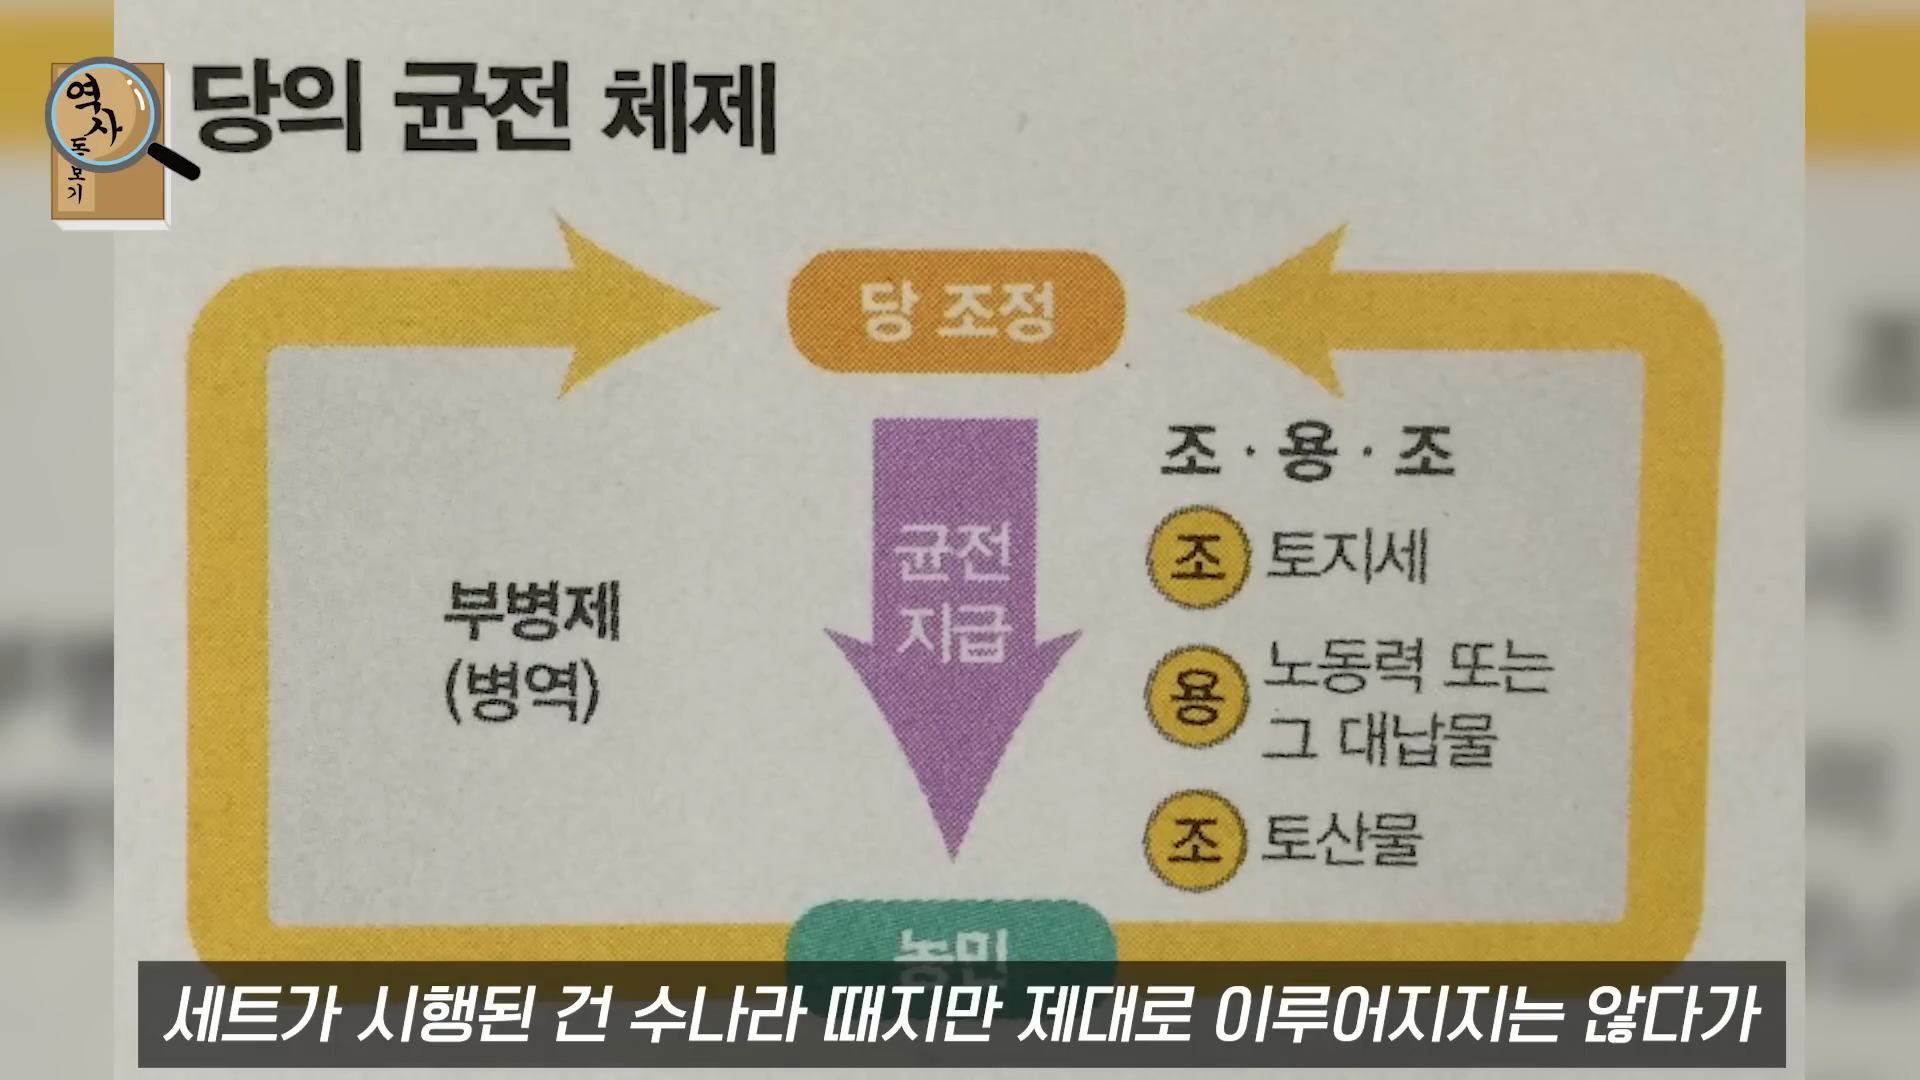 역사
돋보기
당의 균전 체제
당 조정
균전
지급
부병제
(병역)
조·용·조
조 토지세
용 노동력 또는
그 대납물
조 토산물
농민
세트가 시행된 건 수나라 때지만 제대로 이루어지지는 않다가